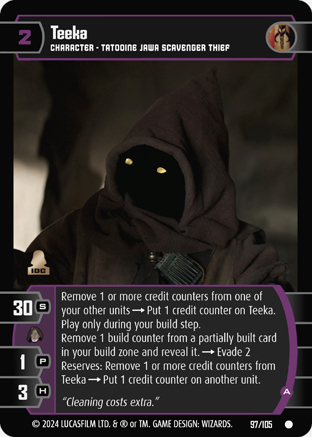 2
Teeka
CHARACTER - TATOOINE JAWA SCAVENGER THIEF
IDC
30 S
1 P
3 H
Remove 1 or more credit counters from one of
your other units → Put 1 credit counter on Teeka.
Play only during your build step.
Remove 1 build counter from a partially built card
in your build zone and reveal it. → Evade 2
Reserves: Remove 1 or more credit counters from
Teeka → Put 1 credit counter on another unit.
“Cleaning costs extra.”
A
© 2024 LUCASFILM LTD. & ® or TM. GAME DESIGN: WIZARDS. 97/105